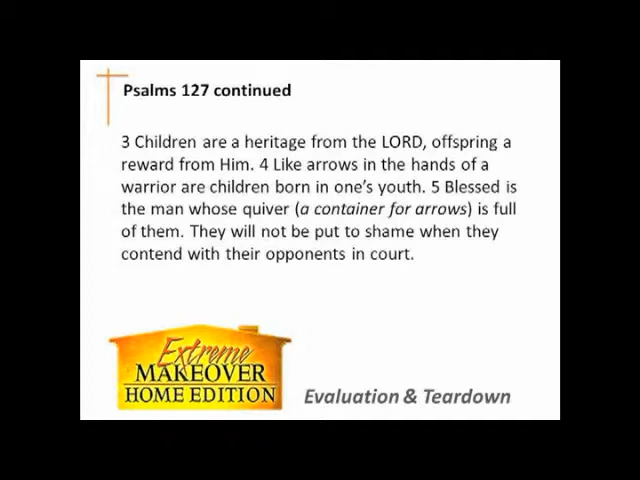 Psalms 127 continued
3 Children are a heritage from the LORD, offspring a
reward from Him. 4 Like arrows in the hands of a
warrior are children born in one's youth. 5 Blessed is
the man whose quiver (a container for arrows) is full
of them. They will not be put to shame when they
contend with their opponents in court.
Extreme
MAKEOVER
HOME EDITION
Evaluation & Teardown